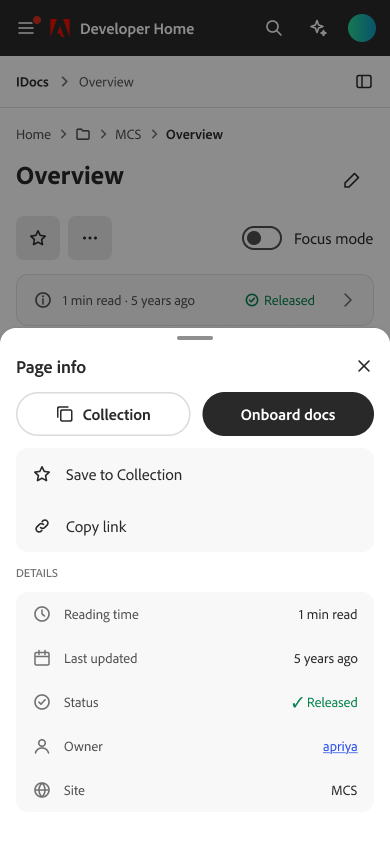 Developer Home
IDocs > Overview
Home > MCS > Overview
Overview
Focus mode
1 min read · 5 years ago Released
Page info
Collection Onboard docs
Save to Collection
Copy link
DETAILS
Reading time 1 min read
Last updated 5 years ago
Status ✓ Released
Owner apriya
Site MCS